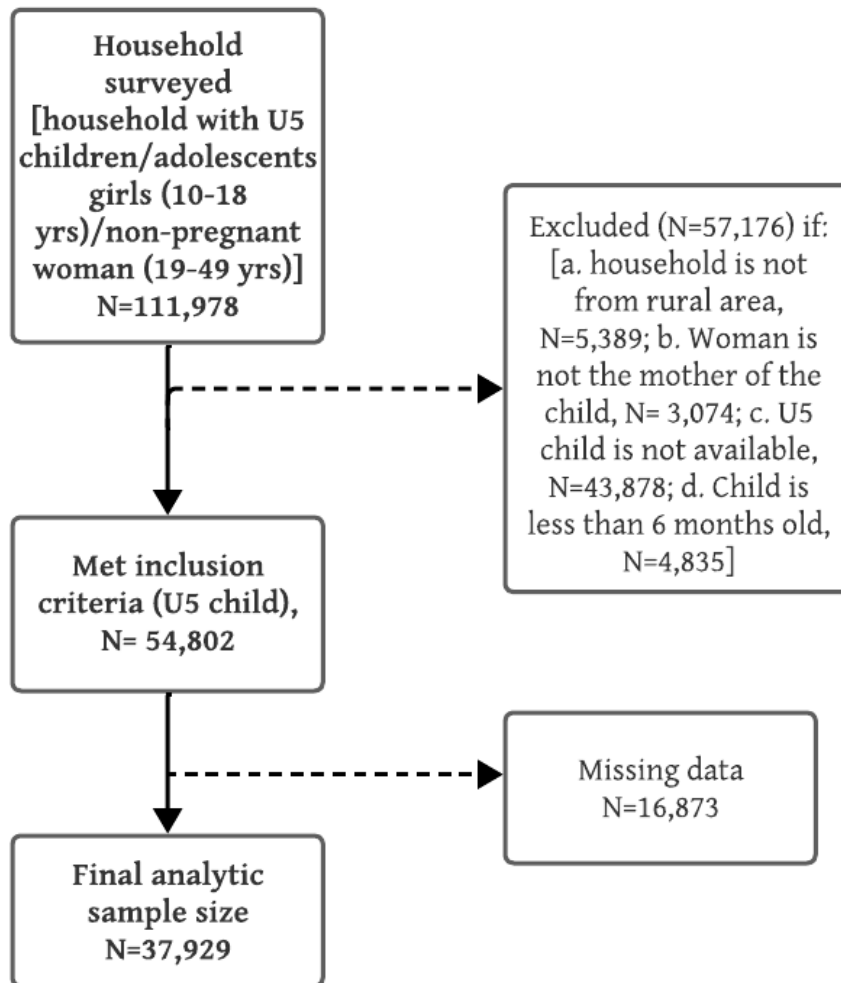 Household
surveyed
[household with U5
children/adolescents
girls (10-18
yrs)/non-pregnant
woman (19-49 yrs)]
N=111,978
Excluded (N=57,176) if:
[a. household is not
from rural area,
N=5,389; b. Woman is
not the mother of the
child, N= 3,074; c. U5
child is not available,
N=43,878; d. Child is
less than 6 months old,
N=4,835]
Met inclusion
criteria (U5 child),
N= 54,802
Missing data
N=16,873
Final analytic
sample size
N=37,929